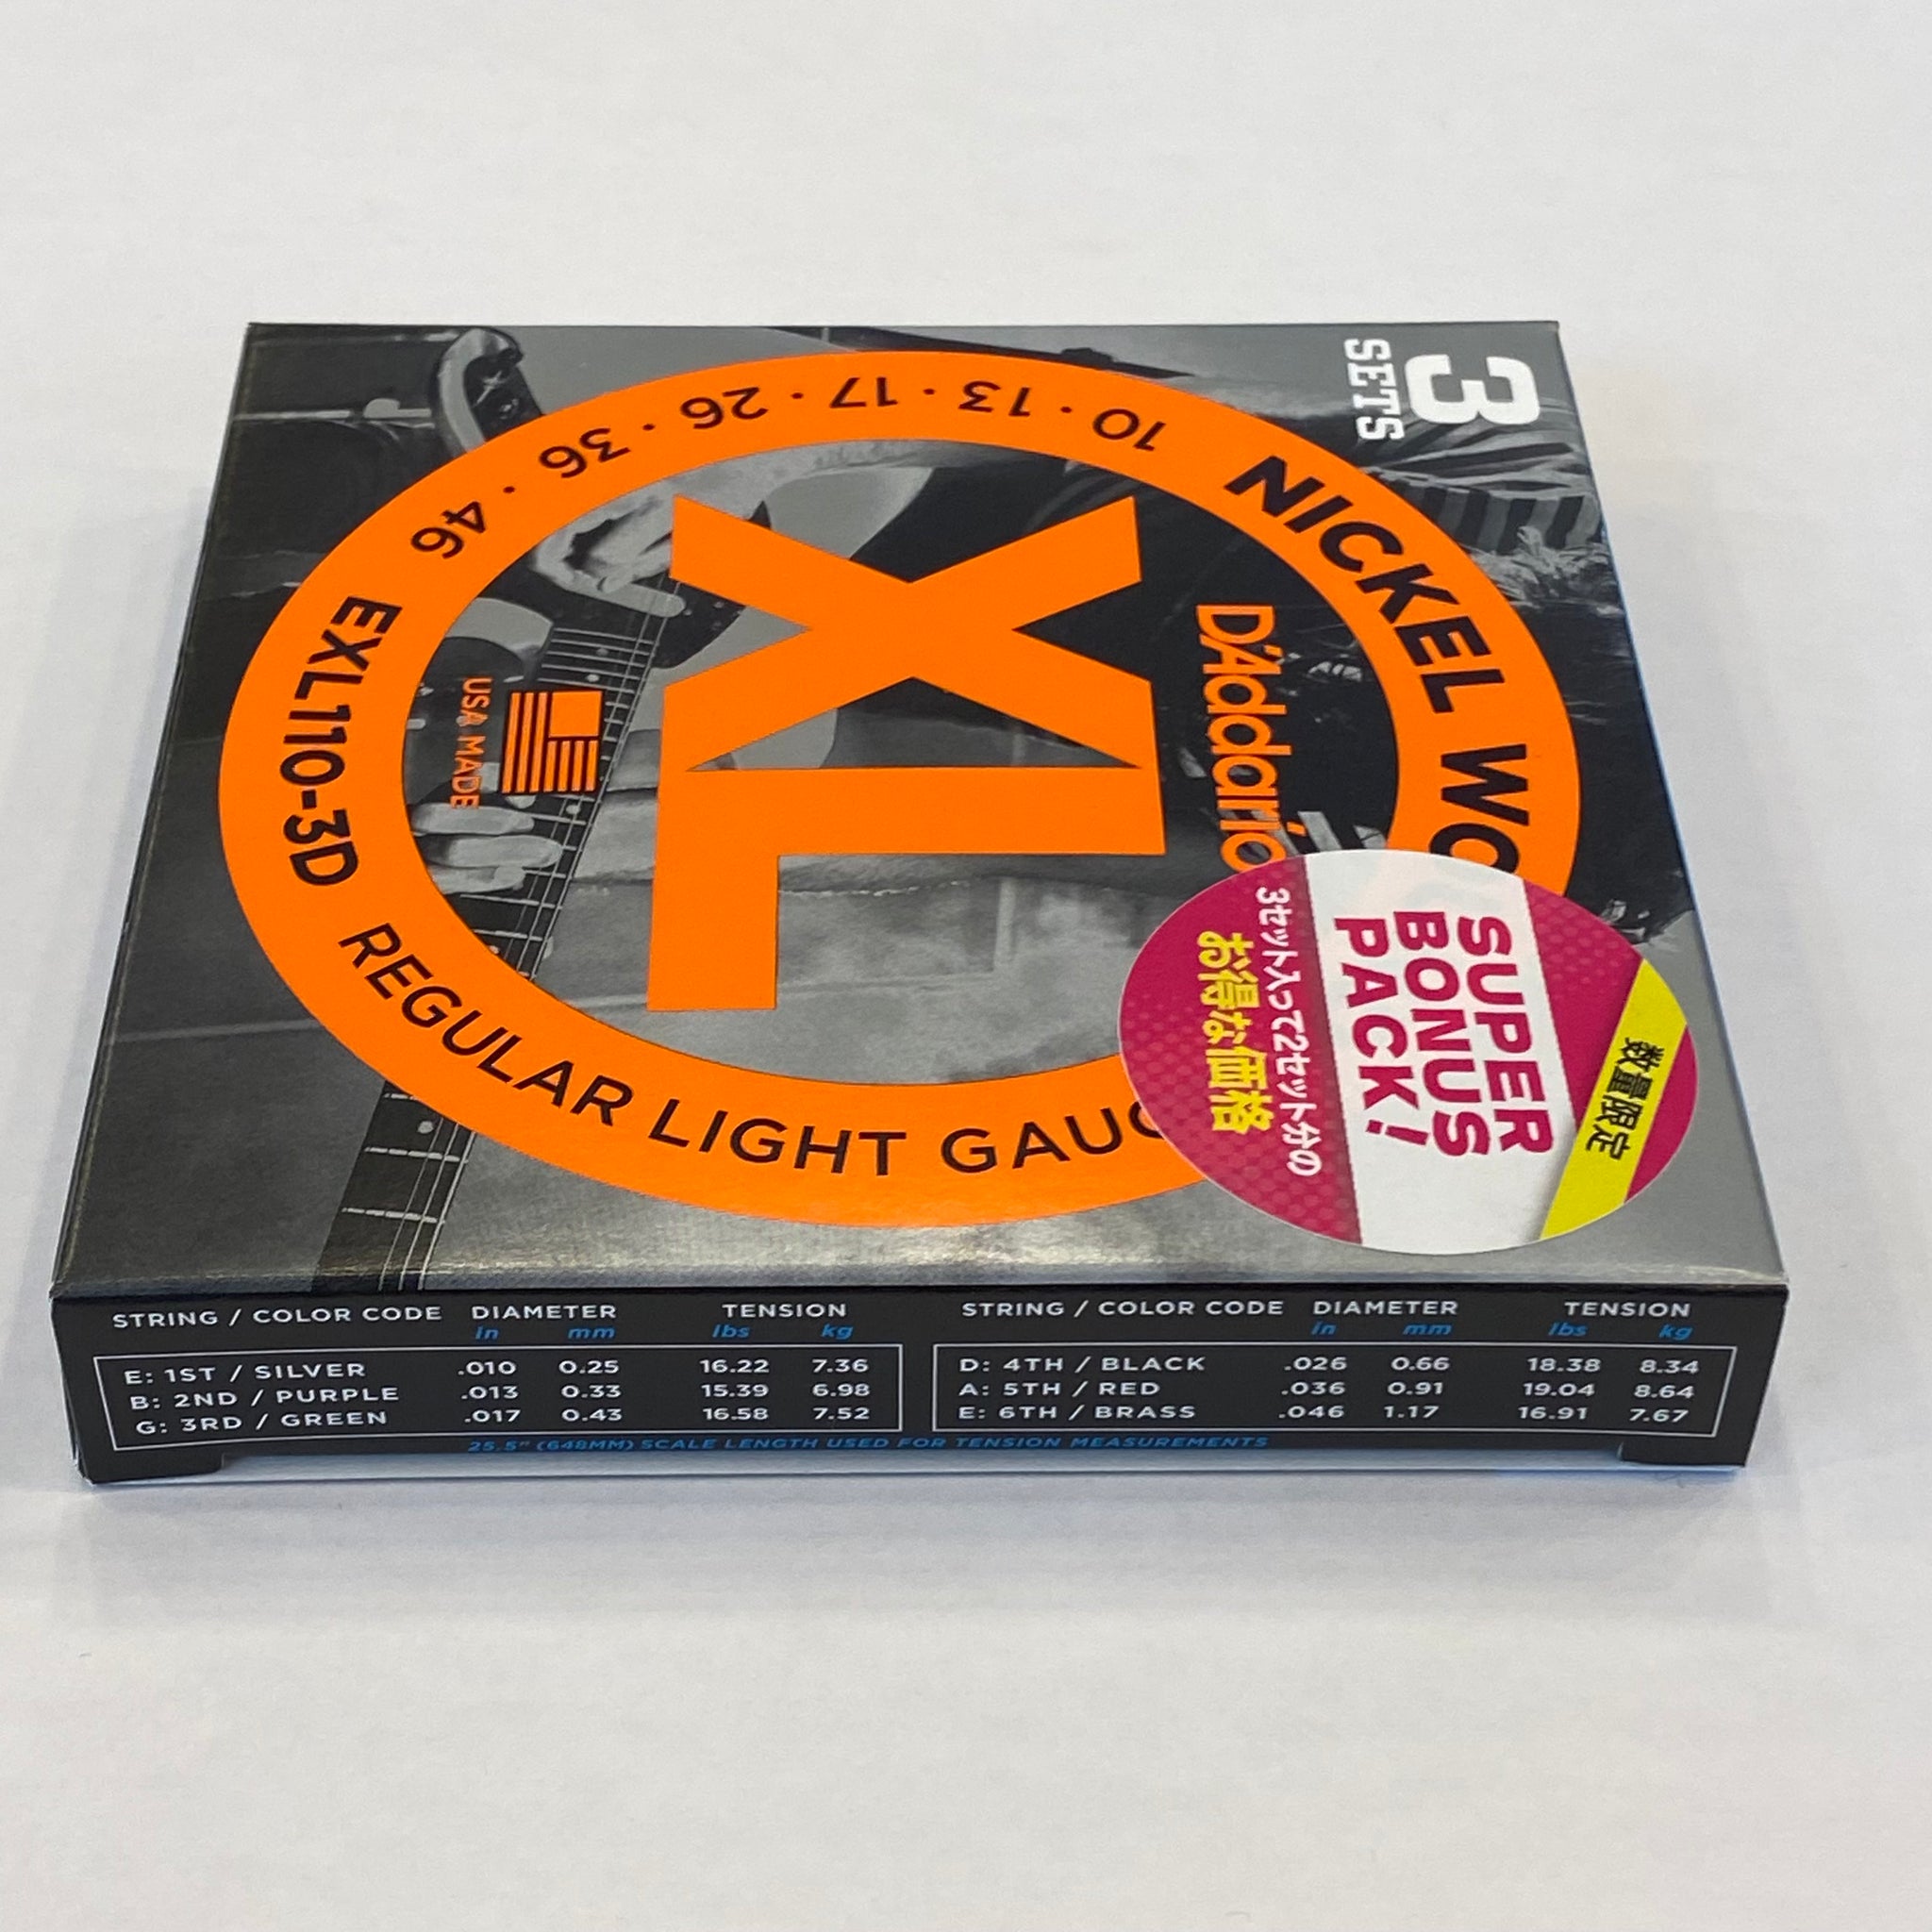 3
SETS
NICKEL WO
D'Addario
XL
USA MADE
10 · 13 · 17 · 26 · 36 · 46
EXL110-3D
REGULAR LIGHT GAUG
数量限定
SUPER
BONUS
PACK!
3セット入って2セット分の
お得な価格
STRING / COLOR CODE DIAMETER TENSION
in mm lbs kg
E: 1ST / SILVER .010 0.25 16.22 7.36
B: 2ND / PURPLE .013 0.33 15.39 6.98
G: 3RD / GREEN .017 0.43 16.58 7.52
STRING / COLOR CODE DIAMETER TENSION
in mm lbs kg
D: 4TH / BLACK .026 0.66 18.38 8.34
A: 5TH / RED .036 0.91 19.04 8.64
E: 6TH / BRASS .046 1.17 16.91 7.67
25.5" (648MM) SCALE LENGTH USED FOR TENSION MEASUREMENTS